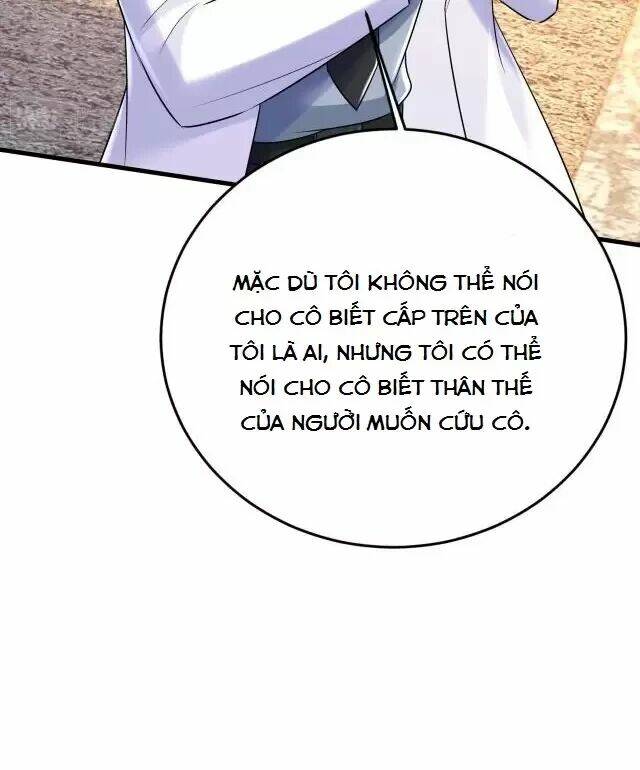 MẶC DÙ TÔI KHÔNG THỂ NÓI
CHO CÔ BIẾT CẤP TRÊN CỦA
TÔI LÀ AI, NHƯNG TÔI CÓ THỂ
NÓI CHO CÔ BIẾT THÂN THẾ
CỦA NGƯỜI MUỐN CỨU CÔ.